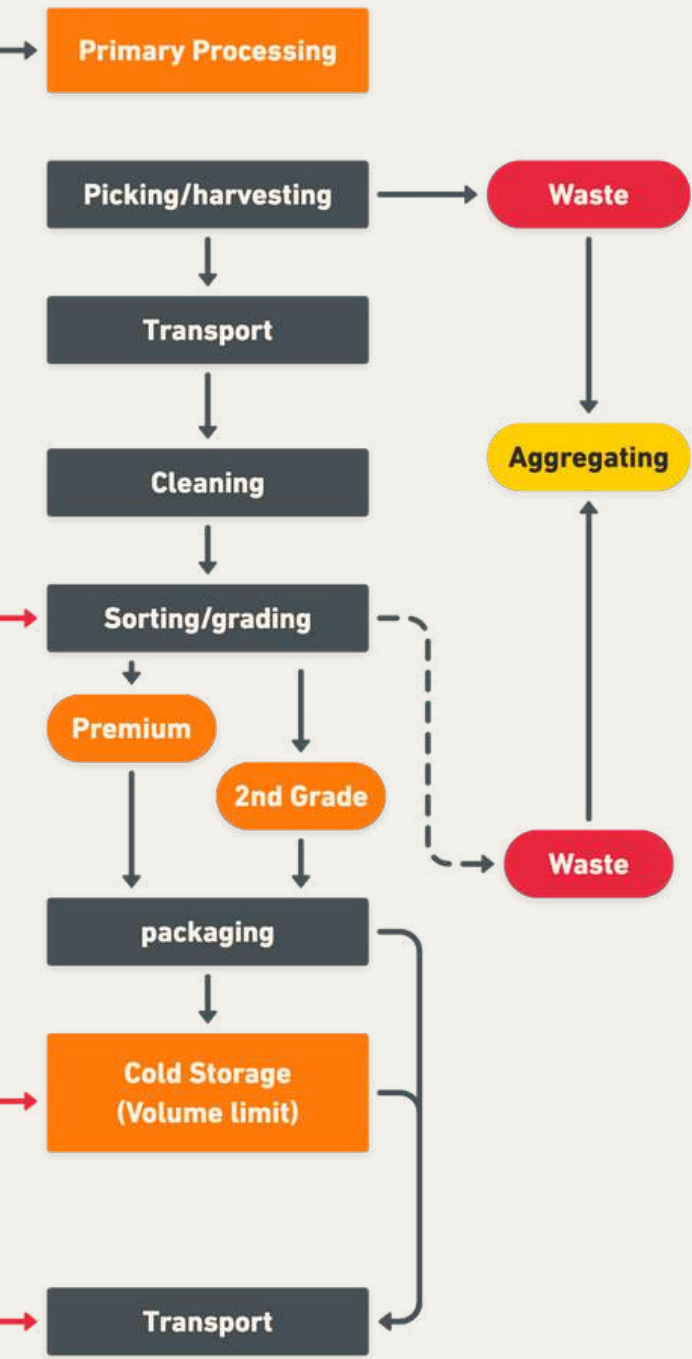 Primary Processing
Picking/harvesting
Waste
Transport
Aggregating
Cleaning
Sorting/grading
Premium
2nd Grade
Waste
packaging
Cold Storage
(Volume limit)
Transport